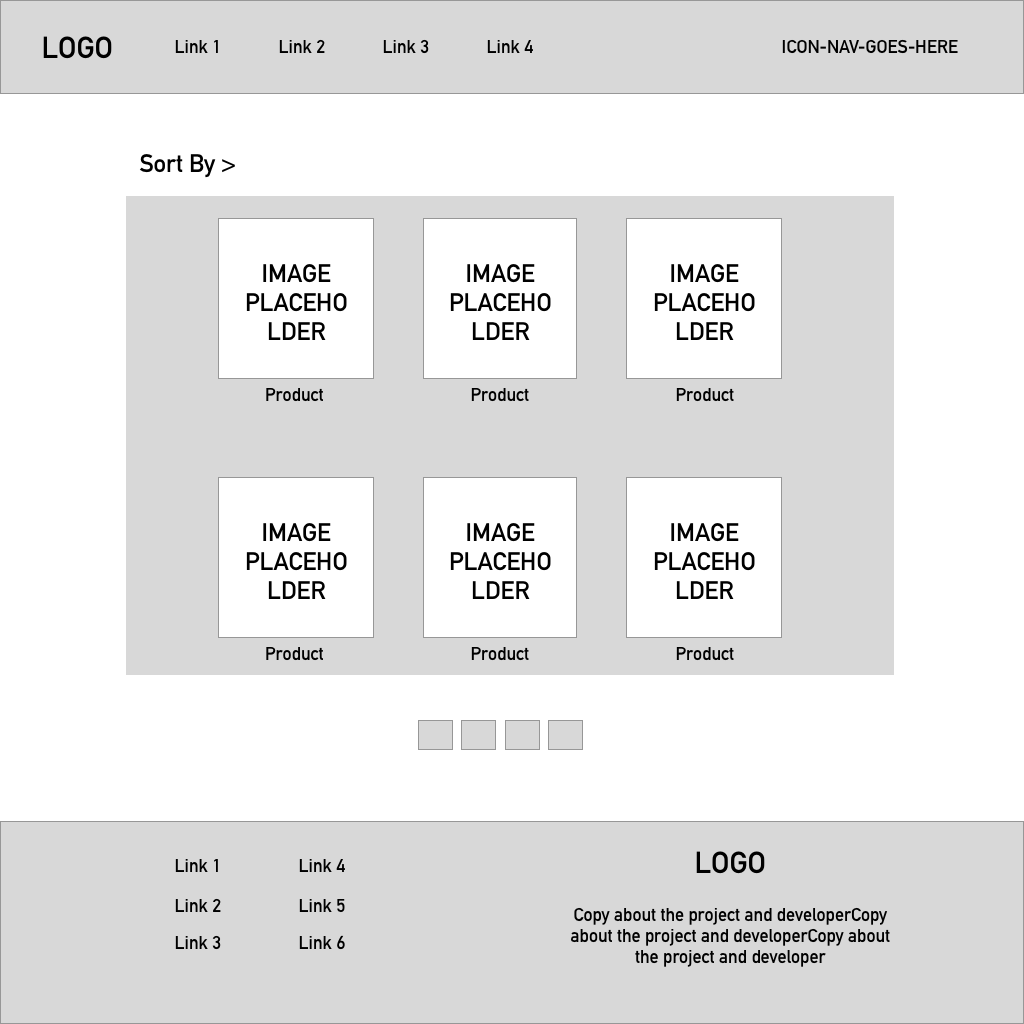 LOGO Link 1 Link 2 Link 3 Link 4 ICON-NAV-GOES-HERE
Sort By >
IMAGE
PLACEHO
LDER
Product
IMAGE
PLACEHO
LDER
Product
IMAGE
PLACEHO
LDER
Product
IMAGE
PLACEHO
LDER
Product
IMAGE
PLACEHO
LDER
Product
IMAGE
PLACEHO
LDER
Product
Link 1
Link 2
Link 3
Link 4
Link 5
Link 6
LOGO
Copy about the project and developerCopy
about the project and developerCopy about
the project and developer